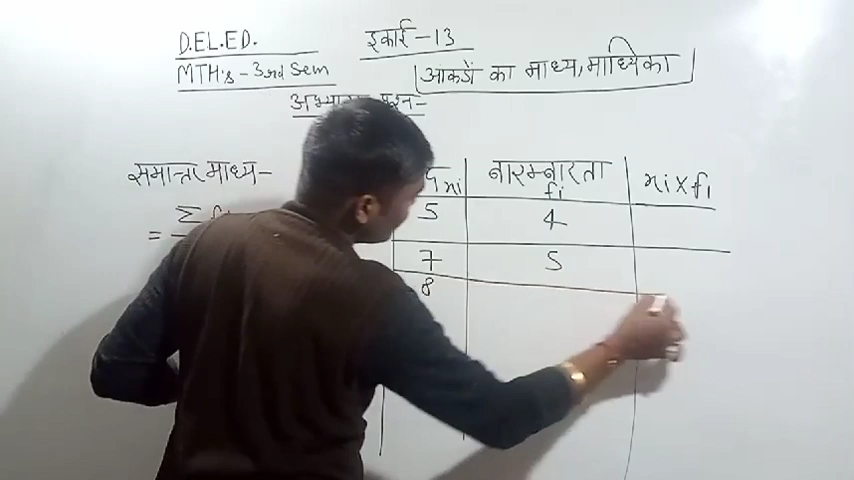 D.EL.ED. इकाई-13
MTH's-3rd Sem आंकडों का माध्य, माध्यिका
समान्तर माध्य-
xi बारम्बारता fi xi×fi
= Σ
5 4
7 5
8